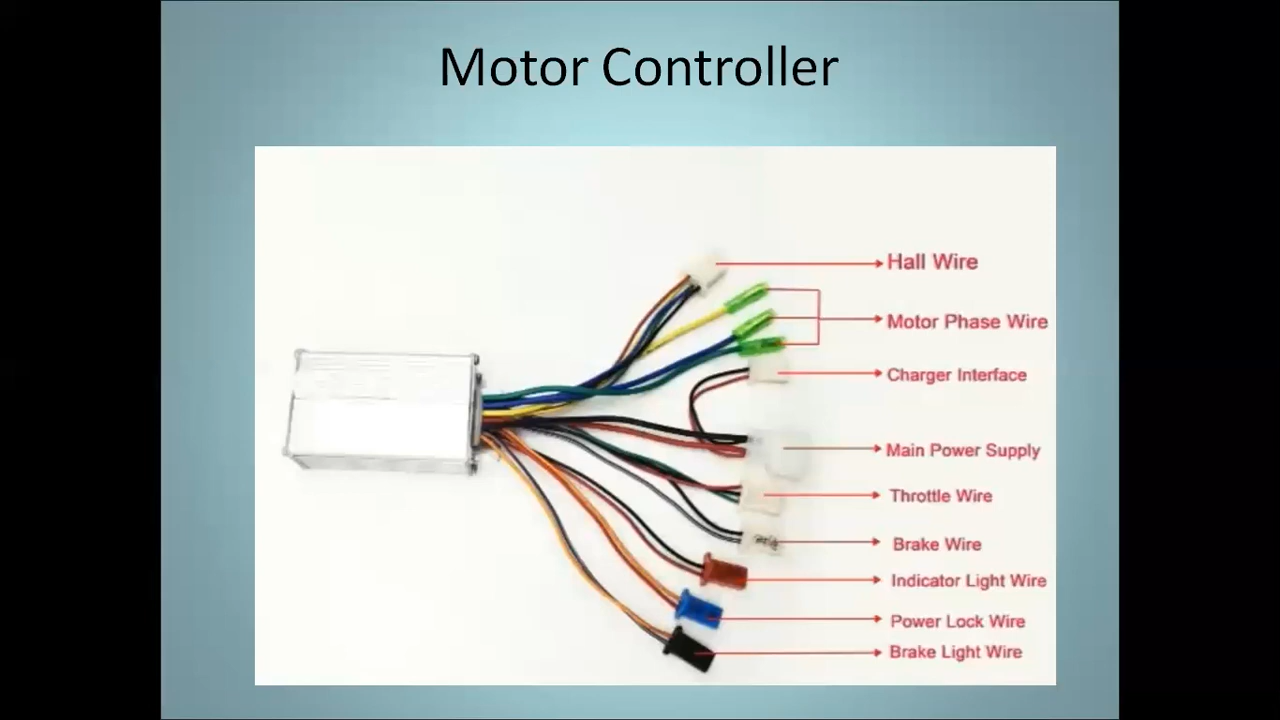 Motor Controller
Hall Wire
Motor Phase Wire
Charger Interface
Main Power Supply
Throttle Wire
Brake Wire
Indicator Light Wire
Power Lock Wire
Brake Light Wire